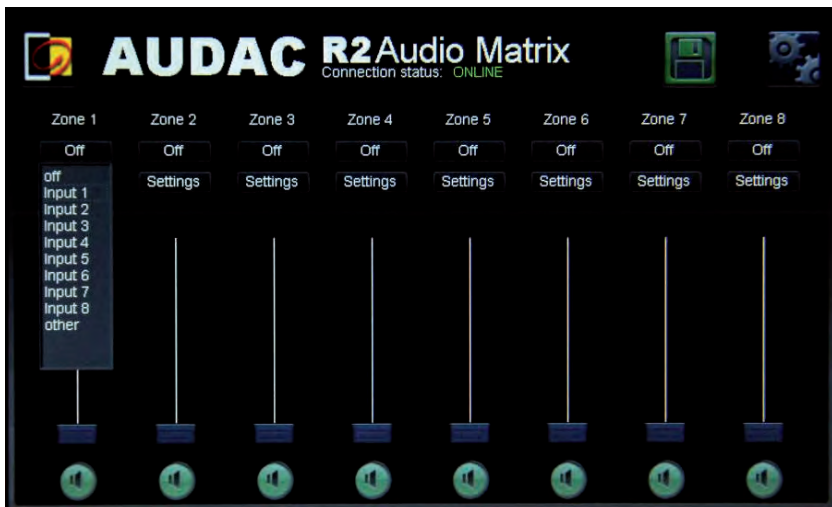 AUDAC R2 Audio Matrix
Connection status: ONLINE
Zone 1 Zone 2 Zone 3 Zone 4 Zone 5 Zone 6 Zone 7 Zone 8
Off Off Off Off Off Off Off Off
Settings Settings Settings Settings Settings Settings Settings
off
Input 1
Input 2
Input 3
Input 4
Input 5
Input 6
Input 7
Input 8
other